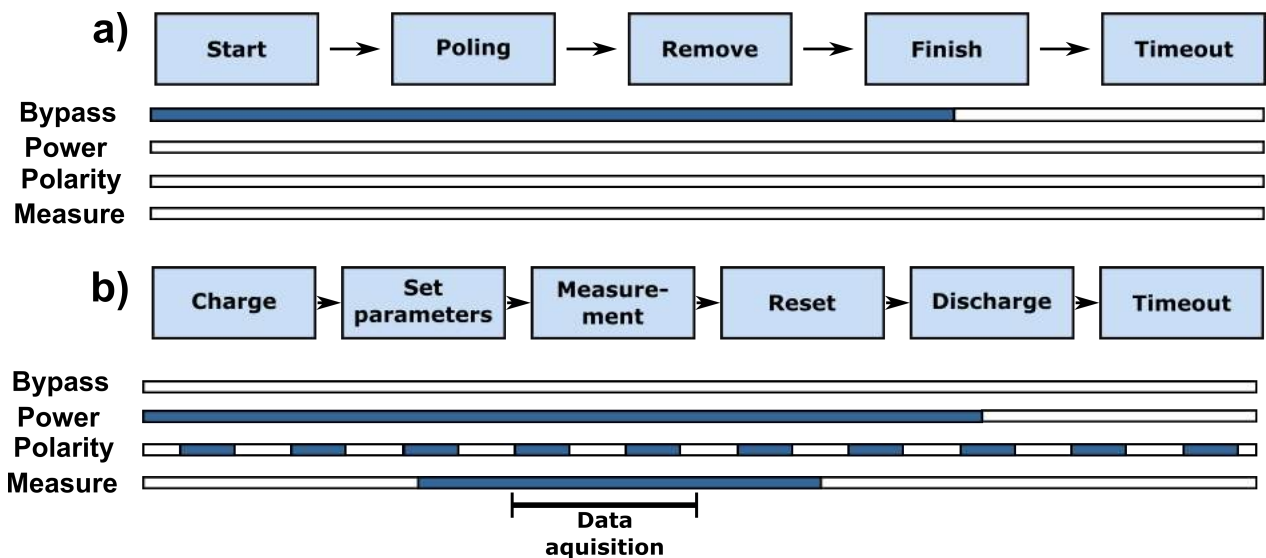 a)
Start
Poling
Remove
Finish
Timeout
Bypass
Power
Polarity
Measure
b)
Charge
Set
parameters
Measure-
ment
Reset
Discharge
Timeout
Bypass
Power
Polarity
Measure
Data
aquisition